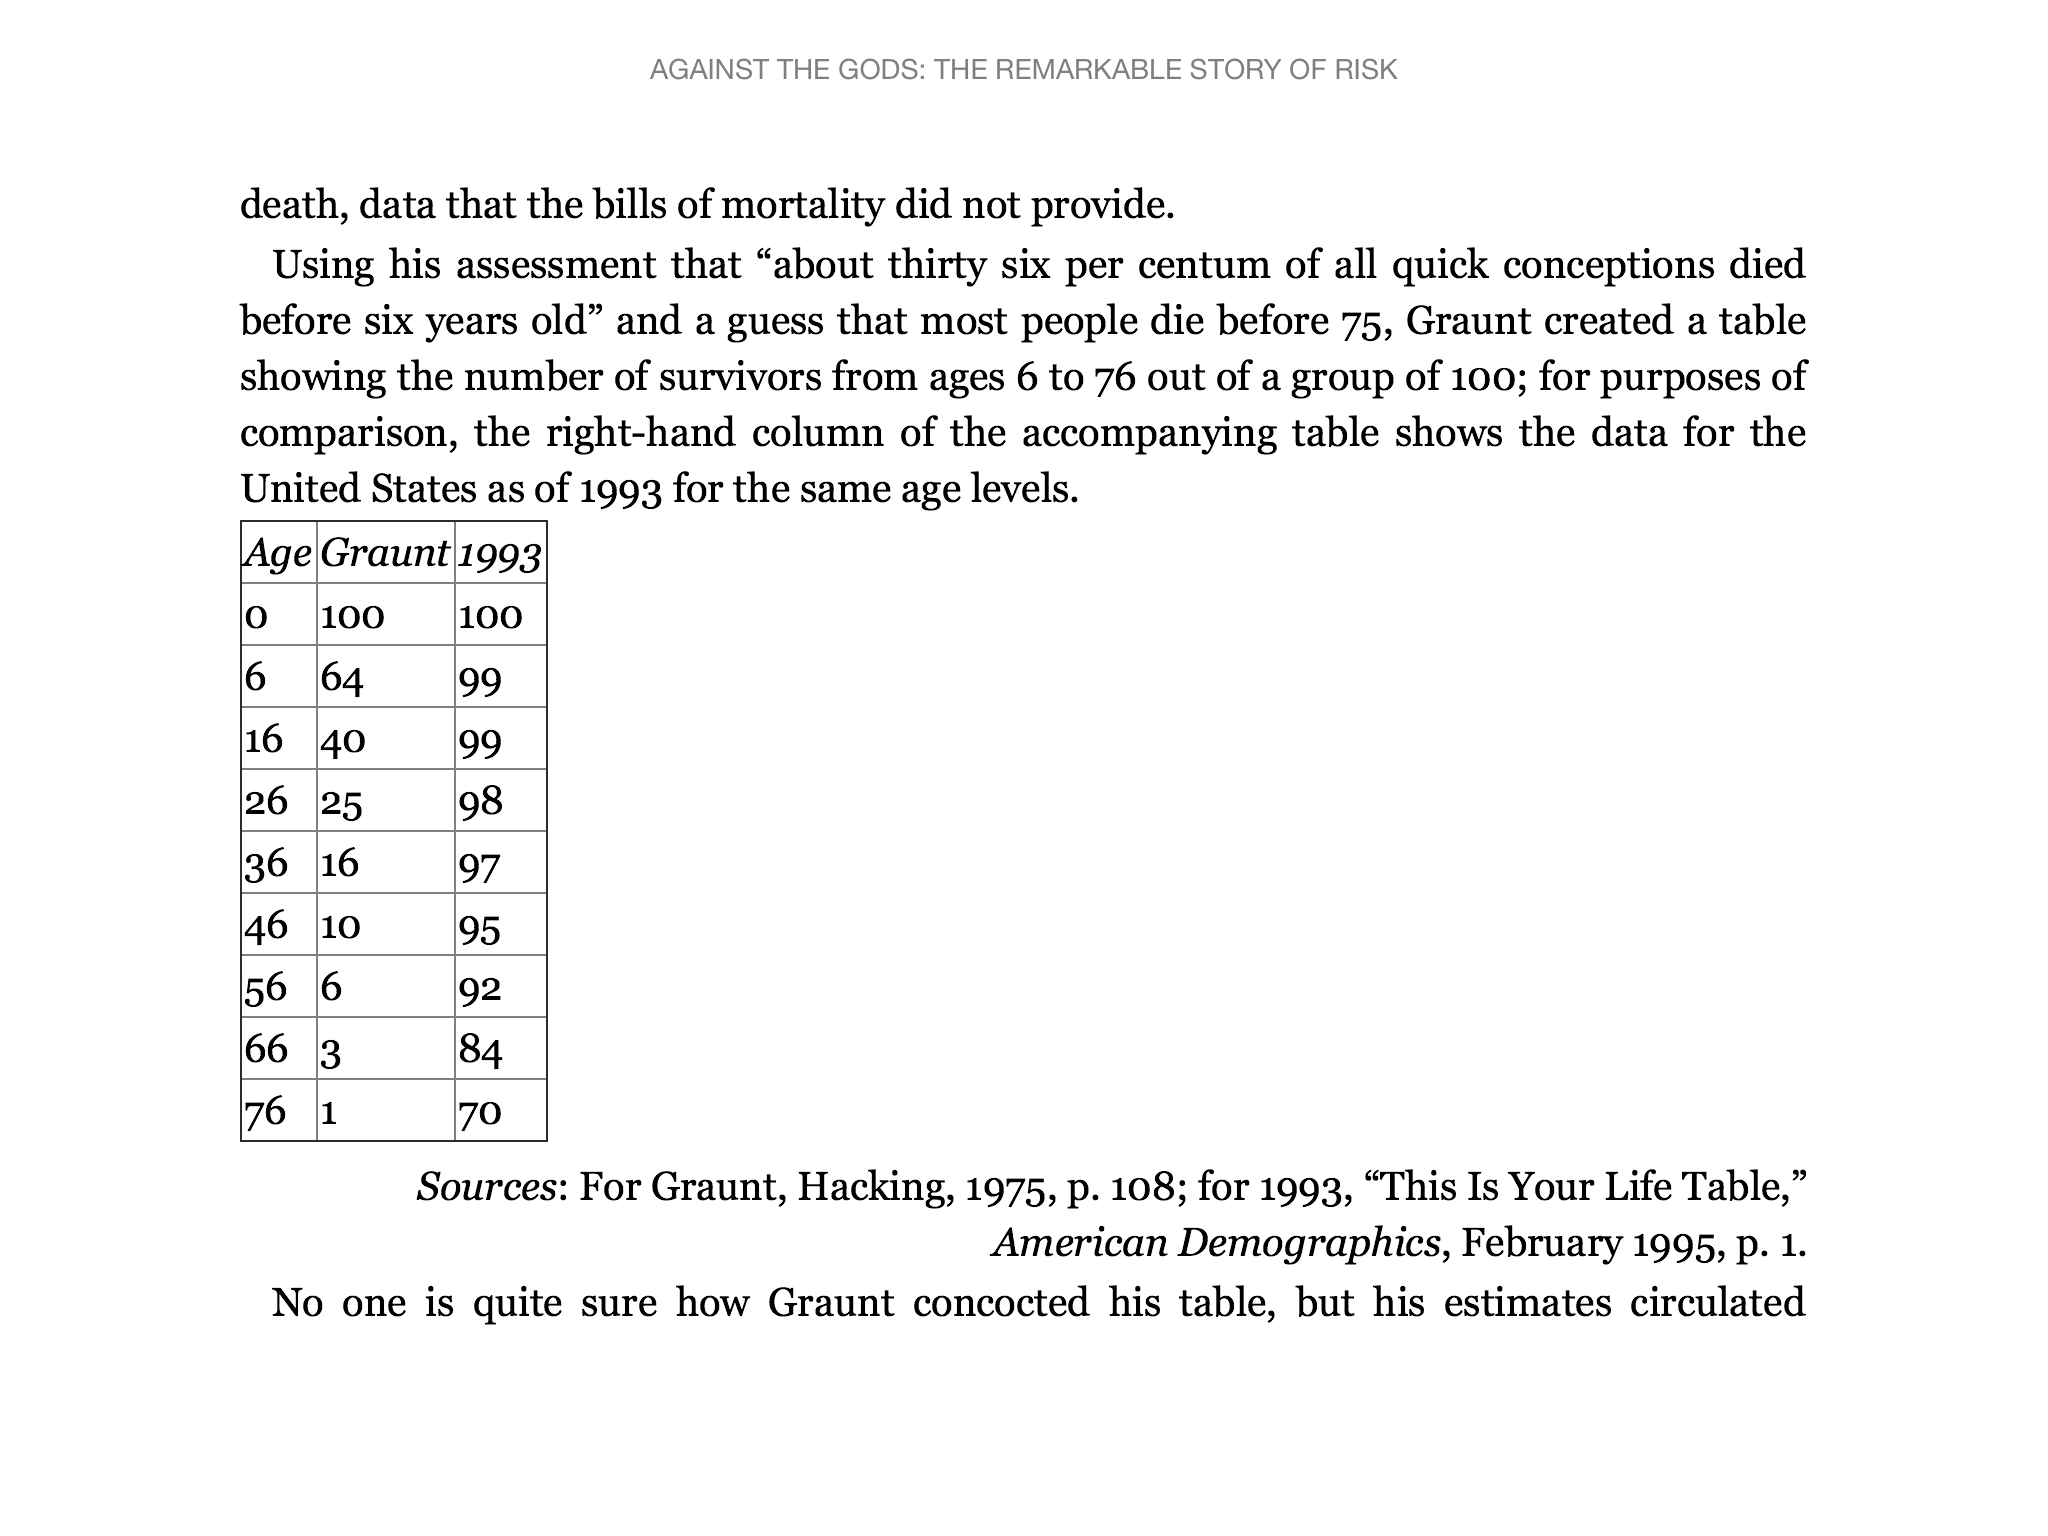 AGAINST THE GODS: THE REMARKABLE STORY OF RISK
death, data that the bills of mortality did not provide.
Using his assessment that “about thirty six per centum of all quick conceptions died
before six years old” and a guess that most people die before 75, Graunt created a table
showing the number of survivors from ages 6 to 76 out of a group of 100; for purposes of
comparison, the right-hand column of the accompanying table shows the data for the
United States as of 1993 for the same age levels.
Age Graunt 1993
0 100 100
6 64 99
16 40 99
26 25 98
36 16 97
46 10 95
56 6 92
66 3 84
76 1 70
Sources: For Graunt, Hacking, 1975, p. 108; for 1993, “This Is Your Life Table,”
American Demographics, February 1995, p. 1.
No one is quite sure how Graunt concocted his table, but his estimates circulated